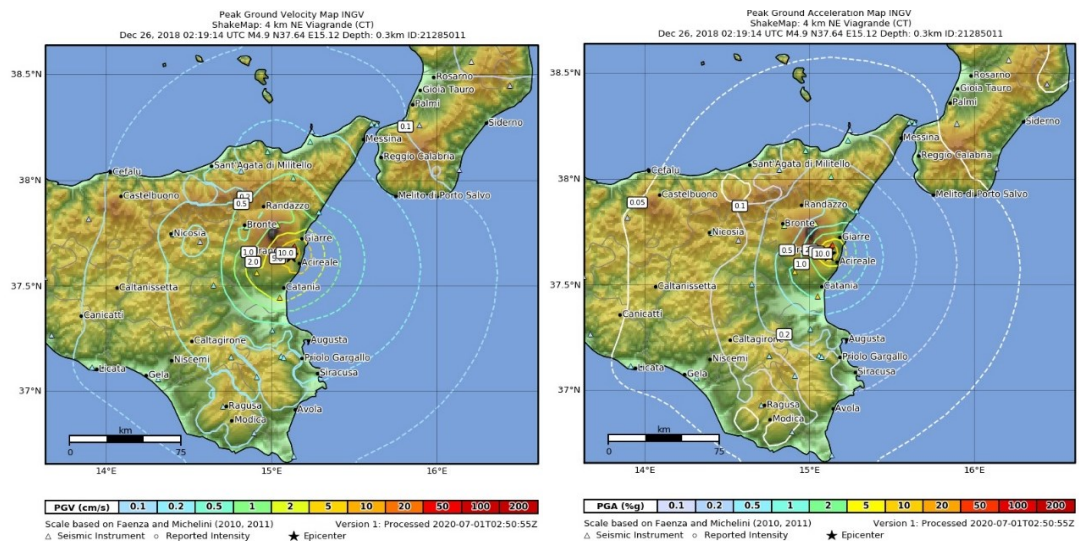 Peak Ground Velocity Map INGV
ShakeMap: 4 km NE Viagrande (CT)
Dec 26, 2018 02:19:14 UTC M4.9 N37.64 E15.12 Depth: 0.3km ID:21285011
38.5°N
Rosarno
Gioia Tauro
Palmi
0.1
Siderno
Messina
Reggio Calabria
Sant'Agata di Militello
Cefalu
38°N
Castelbuono
0.2
Melito di Porto Salvo
0.5
Randazzo
Bronte
Nicosia
Giarre
1.0
10.0
2.0
Acireale
37.5°N
Caltanissetta
Catania
Canicatti
Caltagirone
Augusta
Niscemi
Priolo Gargallo
Licata
Gela
Siracusa
37°N
Ragusa
Avola
Modica
km
0
75
14°E
15°E
16°E
PGV (cm/s) 0.1 0.2 0.5 1 2 5 10 20 50 100 200
Scale based on Faenza and Michelini (2010, 2011)
Version 1: Processed 2020-07-01T02:50:55Z
Seismic Instrument
Reported Intensity
Epicenter
Peak Ground Acceleration Map INGV
ShakeMap: 4 km NE Viagrande (CT)
Dec 26, 2018 02:19:14 UTC M4.9 N37.64 E15.12 Depth: 0.3km ID:21285011
38.5°N
Rosarno
Gioia Tauro
Palmi
Siderno
Messina
Reggio Calabria
Sant'Agata di Militello
Cefalu
38°N
Castelbuono
0.05
0.1
Melito di Porto Salvo
Randazzo
Bronte
Nicosia
Giarre
0.5
10.0
1.0
Acireale
37.5°N
Caltanissetta
Catania
Canicatti
0.2
Caltagirone
Augusta
Niscemi
Priolo Gargallo
Licata
Gela
Siracusa
37°N
Ragusa
Avola
Modica
km
0
75
14°E
15°E
16°E
PGA (%g) 0.1 0.2 0.5 1 2 5 10 20 50 100 200
Scale based on Faenza and Michelini (2010, 2011)
Version 1: Processed 2020-07-01T02:50:55Z
Seismic Instrument
Reported Intensity
Epicenter